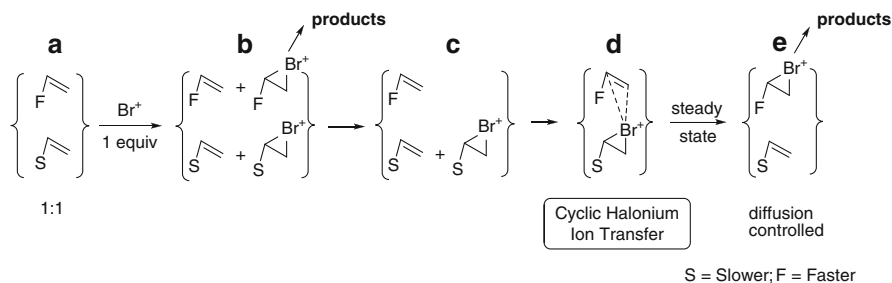 products
products
a b c d e
F F Br+ F F Br+
+ + F
Br+
1 equiv
steady
state
S S Br+ S S Br+ S Br+ S
+ +
1:1
Cyclic Halonium
Ion Transfer
diffusion
controlled
S = Slower; F = Faster